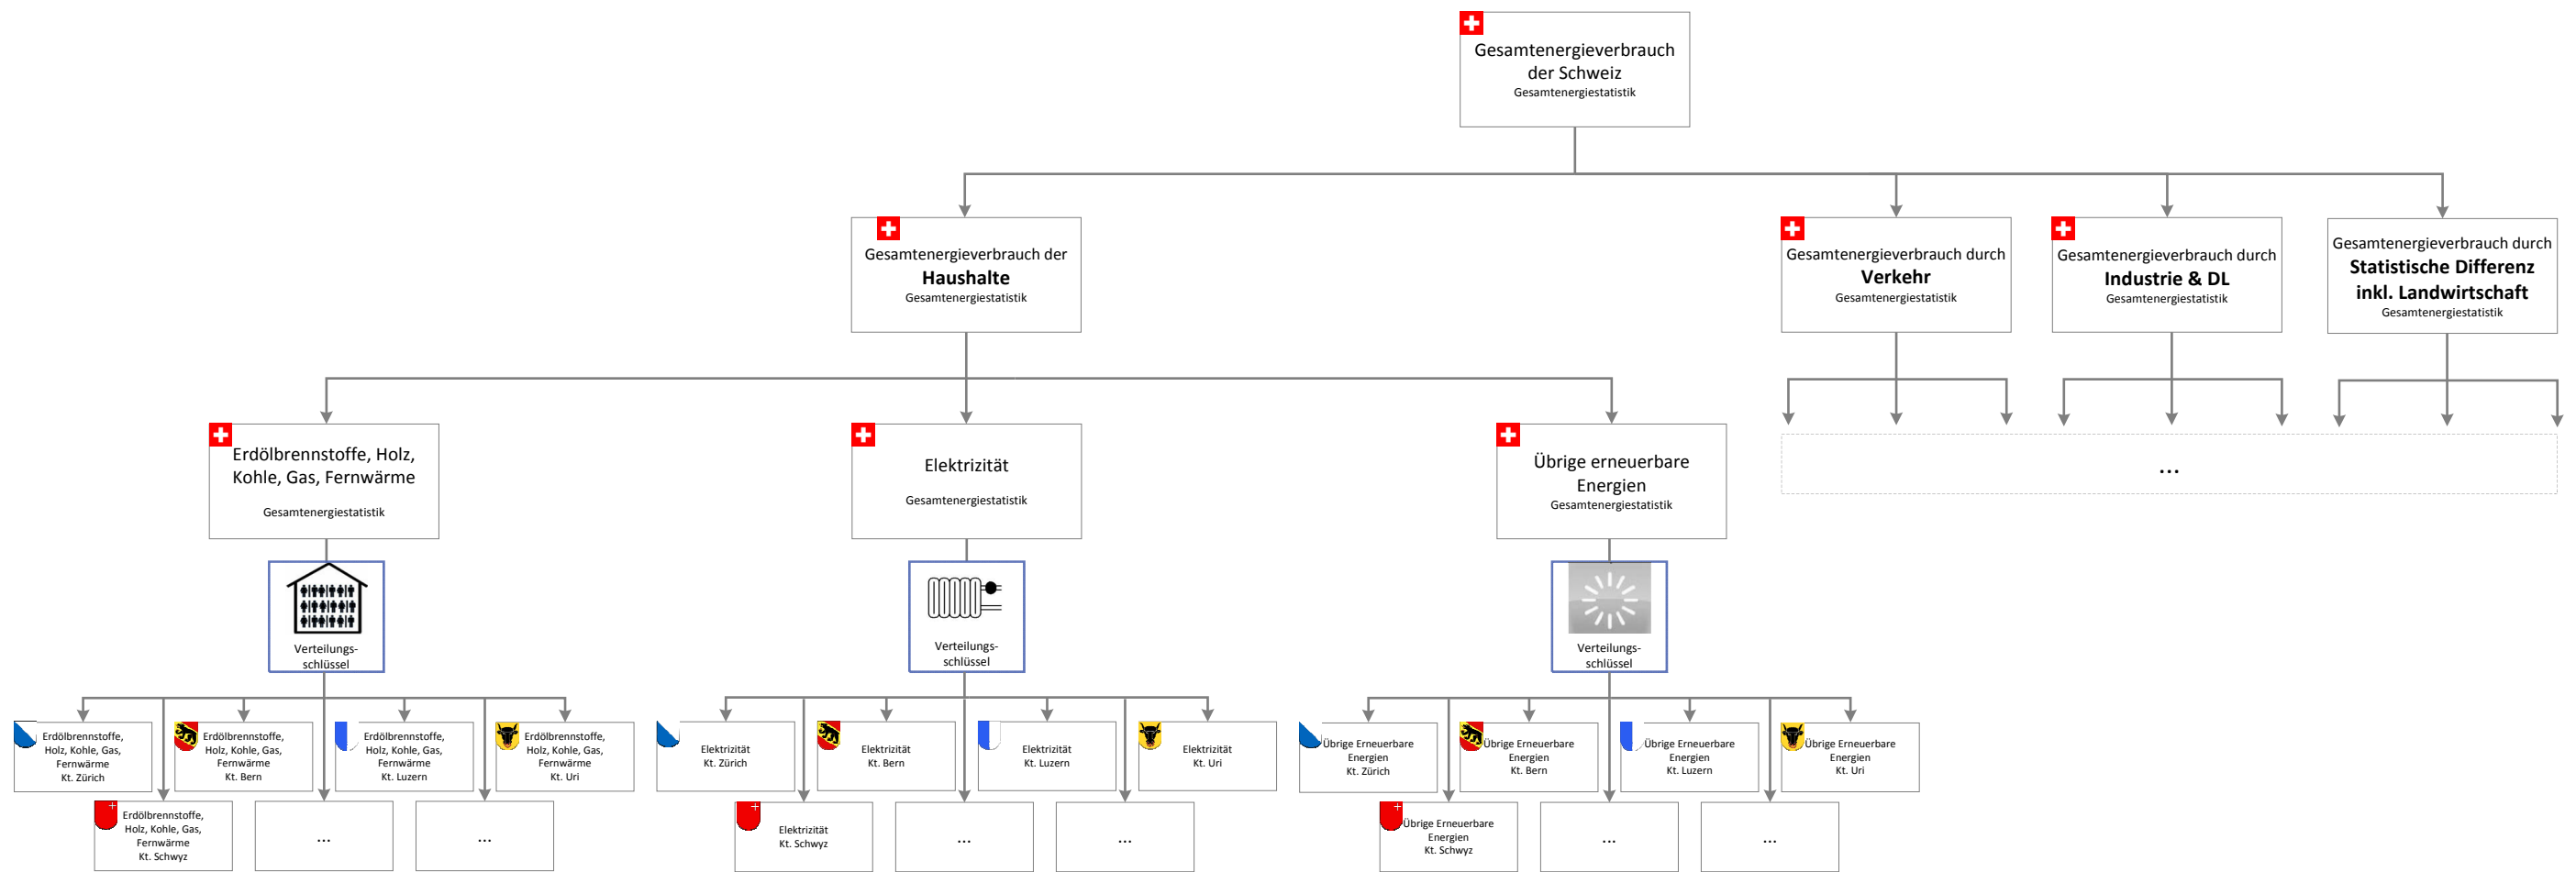 Gesamtenergieverbrauch
der Schweiz
Gesamtenergiestatistik
Gesamtenergieverbrauch der
Haushalte
Gesamtenergiestatistik
Gesamtenergieverbrauch durch
Verkehr
Gesamtenergiestatistik
Gesamtenergieverbrauch durch
Industrie & DL
Gesamtenergiestatistik
Gesamtenergieverbrauch durch
Statistische Differenz
inkl. Landwirtschaft
Gesamtenergiestatistik
Erdölbrennstoffe, Holz,
Kohle, Gas, Fernwärme
Gesamtenergiestatistik
Elektrizität
Gesamtenergiestatistik
Übrige erneuerbare
Energien
Gesamtenergiestatistik
...
Verteilungs-
schlüssel
Verteilungs-
schlüssel
Verteilungs-
schlüssel
Erdölbrennstoffe,
Holz, Kohle, Gas,
Fernwärme
Kt. Zürich
Erdölbrennstoffe,
Holz, Kohle, Gas,
Fernwärme
Kt. Bern
Erdölbrennstoffe,
Holz, Kohle, Gas,
Fernwärme
Kt. Luzern
Erdölbrennstoffe,
Holz, Kohle, Gas,
Fernwärme
Kt. Uri
Elektrizität
Kt. Zürich
Elektrizität
Kt. Bern
Elektrizität
Kt. Luzern
Elektrizität
Kt. Uri
Übrige Erneuerbare
Energien
Kt. Zürich
Übrige Erneuerbare
Energien
Kt. Bern
Übrige Erneuerbare
Energien
Kt. Luzern
Übrige Erneuerbare
Energien
Kt. Uri
Erdölbrennstoffe,
Holz, Kohle, Gas,
Fernwärme
Kt. Schwyz
...
...
Elektrizität
Kt. Schwyz
...
...
Übrige Erneuerbare
Energien
Kt. Schwyz
...
...